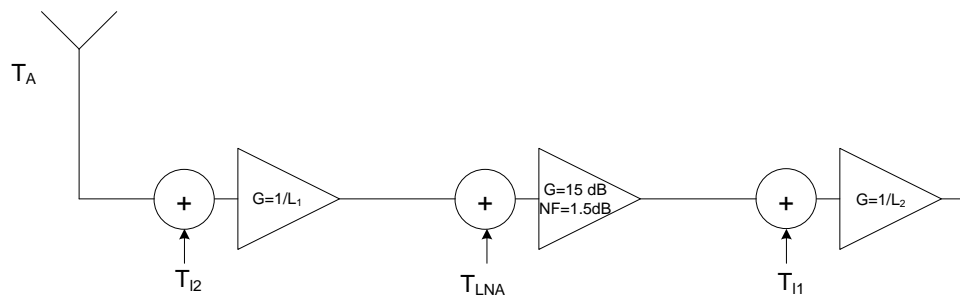 T_A
G=1/L_1
G=15 dB
NF=1.5dB
G=1/L_2
+
+
+
T_l2
T_LNA
T_l1